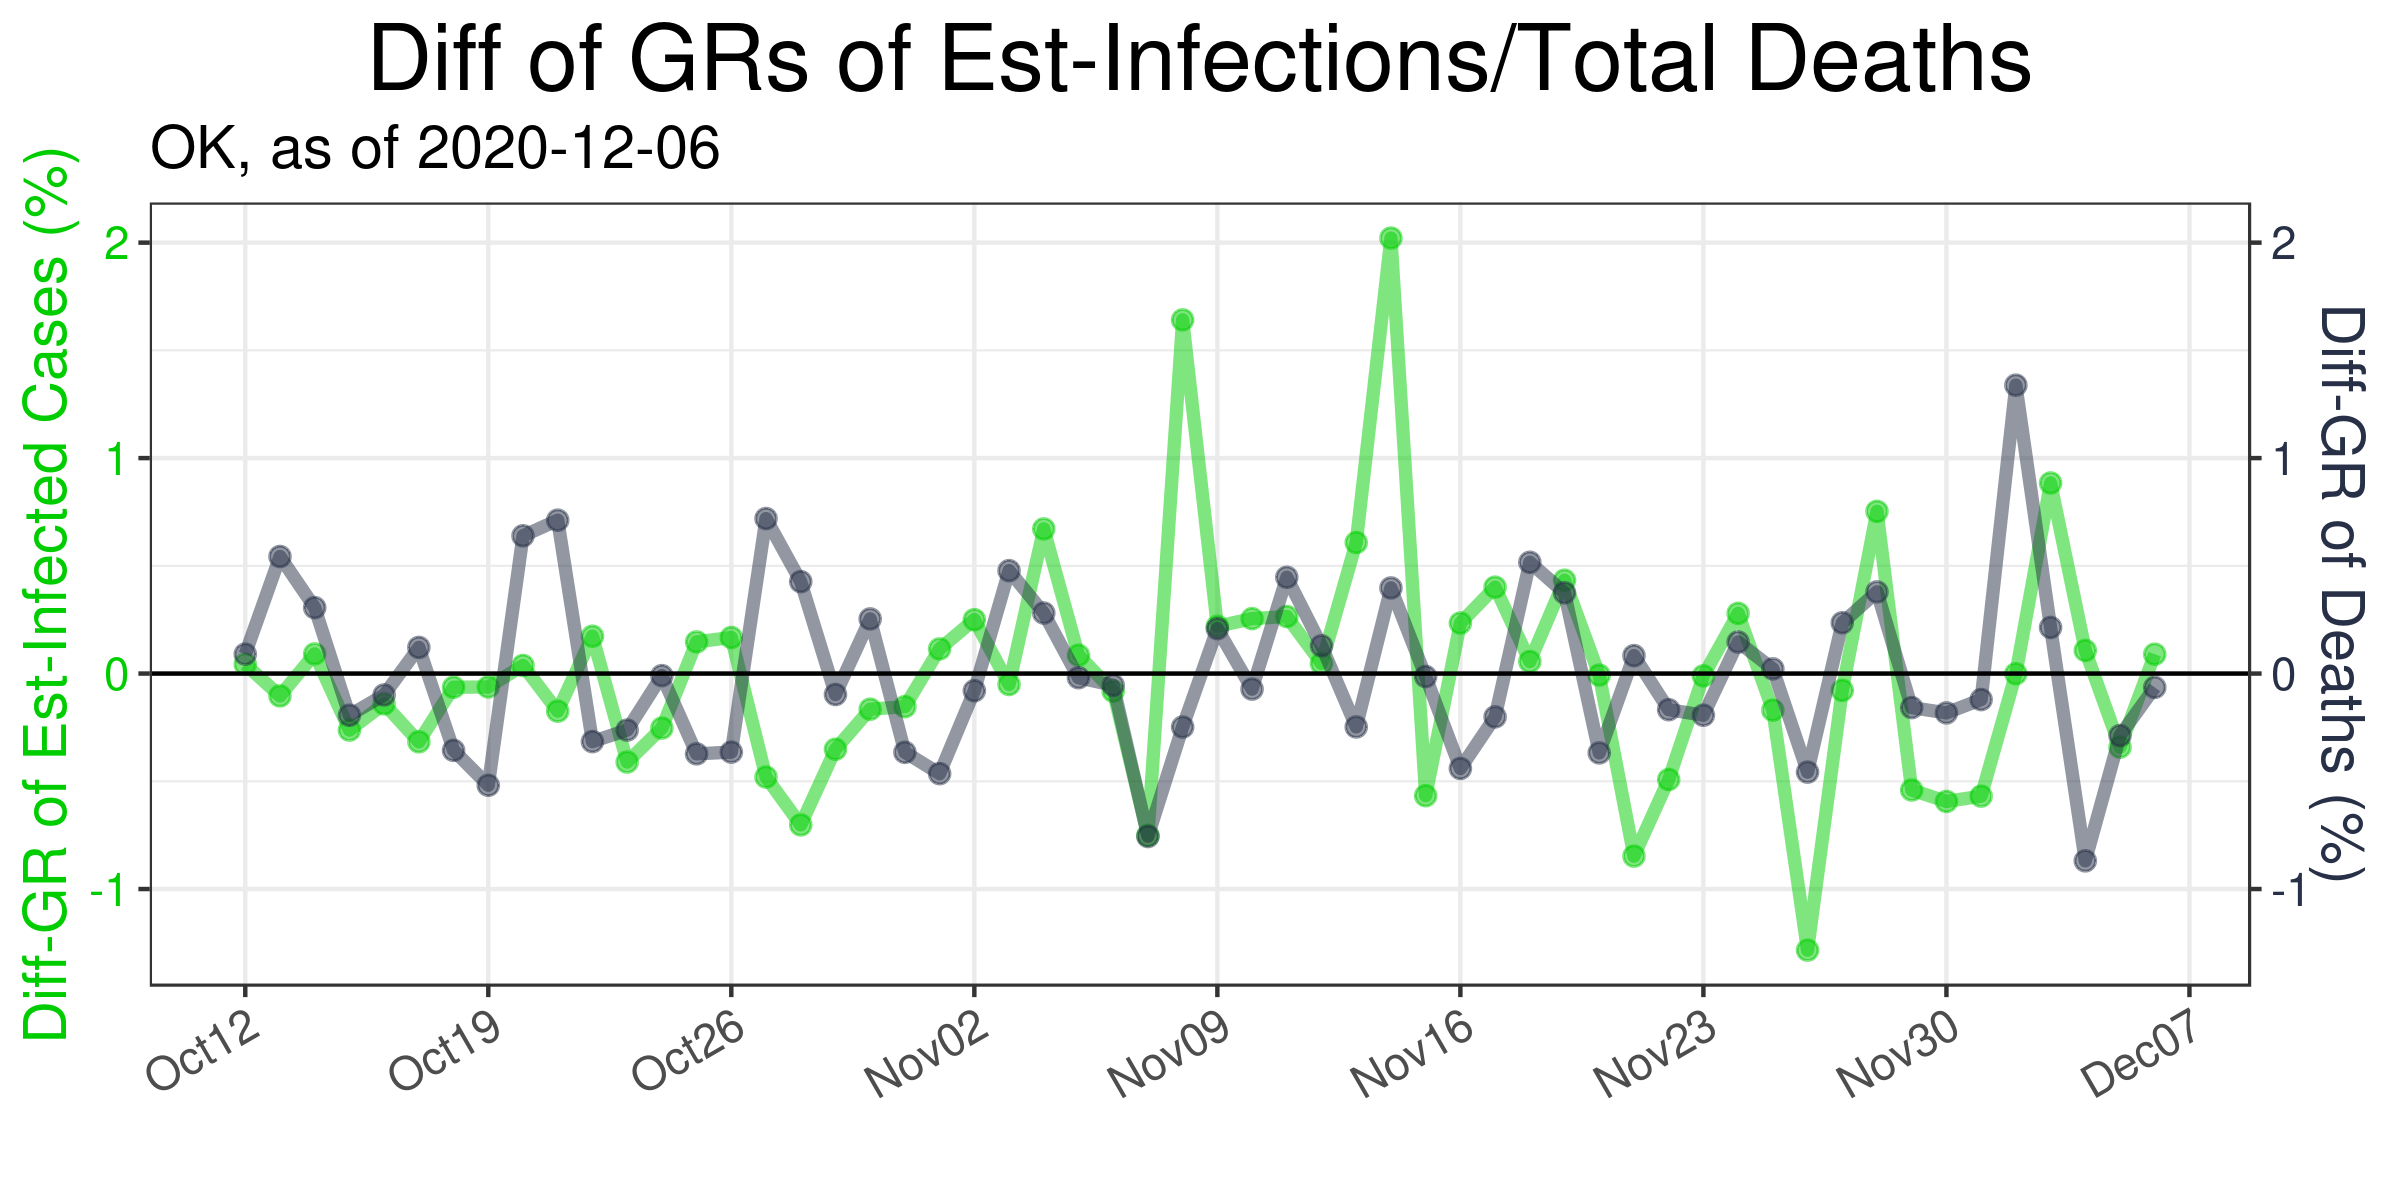 Diff of GRs of Est-Infections/Total Deaths
OK, as of 2020-12-06
Diff-GR of Est-Infected Cases (%)
2
1
0
-1
2
1
0
-1
Diff-GR of Deaths (%)
Oct12
Oct19
Oct26
Nov02
Nov09
Nov16
Nov23
Nov30
Dec07